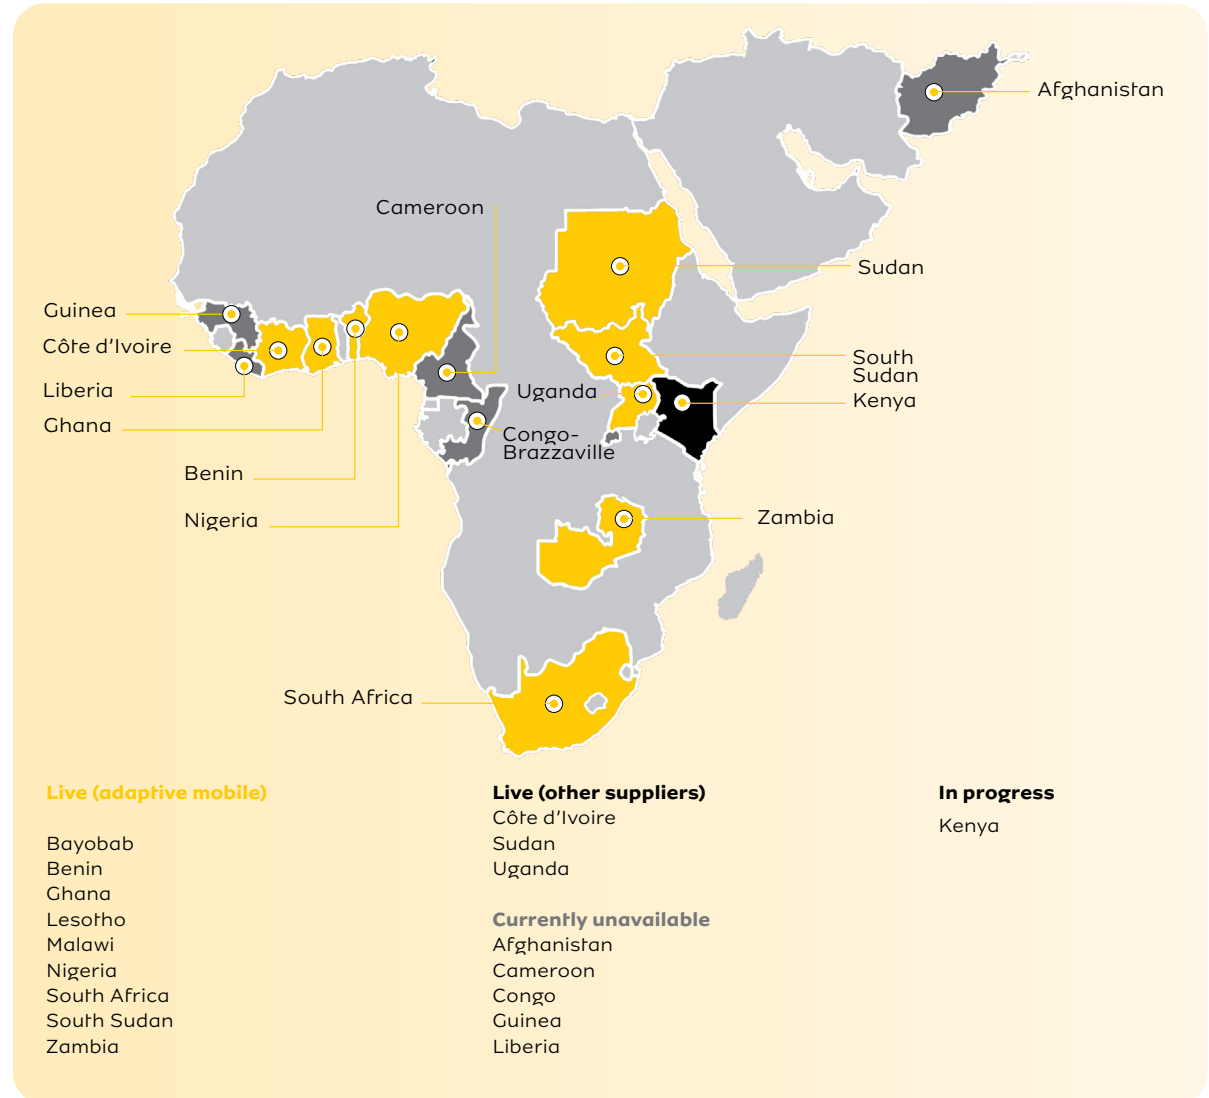 Afghanistan
Cameroon
Sudan
Guinea
Côte d'Ivoire
South
Sudan
Liberia
Uganda
Kenya
Ghana
Congo-
Brazzaville
Benin
Nigeria
Zambia
South Africa
Live (adaptive mobile)
Bayobab
Benin
Ghana
Lesotho
Malawi
Nigeria
South Africa
South Sudan
Zambia
Live (other suppliers)
Côte d'Ivoire
Sudan
Uganda
Currently unavailable
Afghanistan
Cameroon
Congo
Guinea
Liberia
In progress
Kenya